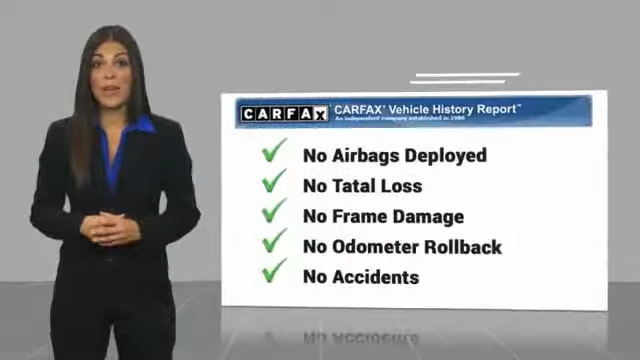 CARFAX CARFAX Vehicle History Report™
An independent company established in 1986
No Airbags Deployed
No Tatal Loss
No Frame Damage
No Odometer Rollback
No Accidents